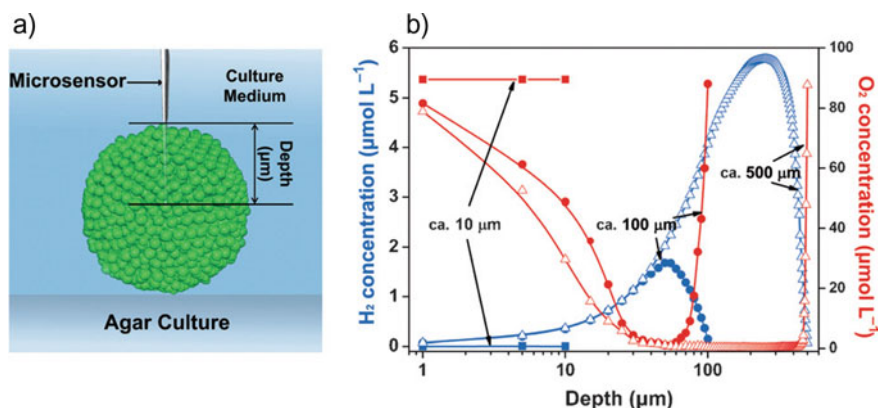 a)
Microsensor
Culture
Medium
Depth
(μm)
Agar Culture
b)
H₂ concentration (μmol L⁻¹)
6
5
4
3
2
1
0
ca. 10 μm
ca. 100 μm
ca. 500 μm
100
80
60
40
20
0
O₂ concentration
(μmol L⁻¹)
1
10
100
Depth (μm)